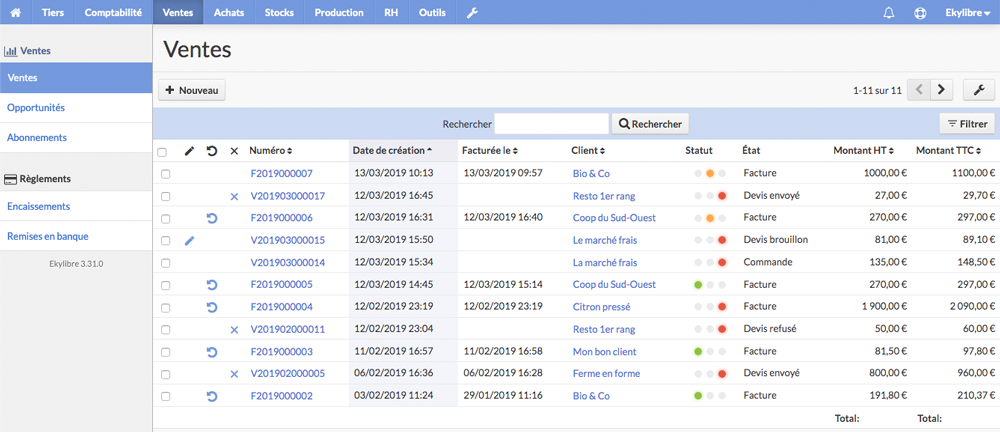 Tiers Comptabilité Ventes Achats Stocks Production RH Outils Ekylibre
Ventes
Ventes
Opportunités
Abonnements
Règlements
Encaissements
Remises en banque
Ekylibre 3.31.0
Ventes
Nouveau 1-11 sur 11
Rechercher Rechercher Filtrer
Numéro Date de création Facturée le Client Statut État Montant HT Montant TTC
F2019000007 13/03/2019 10:13 13/03/2019 09:57 Bio & Co Facture 1000,00 € 1100,00 €
V201903000017 12/03/2019 16:45 Resto 1er rang Devis envoyé 27,00 € 29,70 €
F2019000006 12/03/2019 16:31 12/03/2019 16:40 Coop du Sud-Ouest Facture 270,00 € 297,00 €
V201903000015 12/03/2019 15:50 Le marché frais Devis brouillon 81,00 € 89,10 €
V201903000014 12/03/2019 15:34 La marché frais Commande 135,00 € 148,50 €
F2019000005 12/03/2019 14:45 12/03/2019 15:14 Coop du Sud-Ouest Facture 270,00 € 297,00 €
F2019000004 12/02/2019 23:19 12/02/2019 23:19 Citron pressé Facture 1 900,00 € 2 090,00 €
V201902000011 12/02/2019 23:04 Resto 1er rang Devis refusé 50,00 € 60,00 €
F2019000003 11/02/2019 16:57 11/02/2019 16:58 Mon bon client Facture 81,50 € 97,80 €
V201902000005 06/02/2019 16:36 06/02/2019 16:28 Ferme en forme Devis envoyé 800,00 € 960,00 €
F2019000002 03/02/2019 11:24 29/01/2019 11:16 Bio & Co Facture 191,80 € 210,37 €
Total: Total: